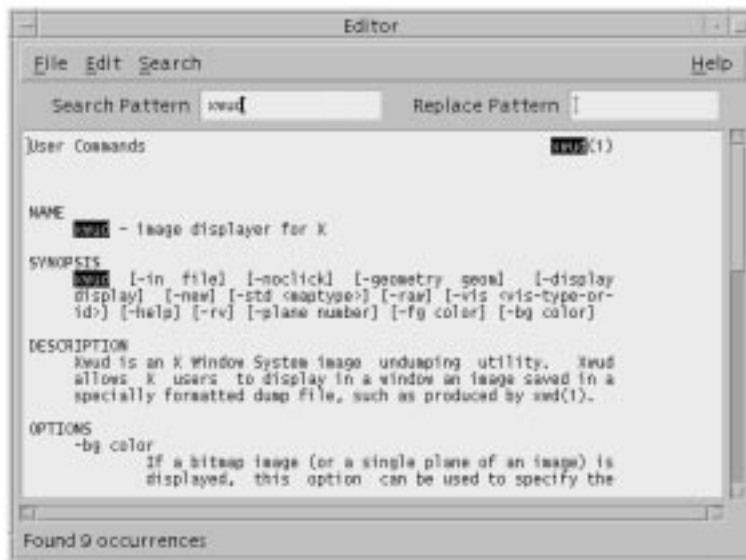 Editor
File Edit Search Help
Search Pattern xwud Replace Pattern
User Commands xwud(1)
NAME
xwud - image displayer for X
SYNOPSIS
xwud [-in file] [-noclick] [-geometry geom] [-display
display] [-new] [-std <maptype>] [-raw] [-vis <vis-type-or-
id>] [-help] [-rv] [-plane number] [-fg color] [-bg color]
DESCRIPTION
Xwud is an X Window System image undumping utility. Xwud
allows X users to display in a window an image saved in a
specially formatted dump file, such as produced by xwd(1).
OPTIONS
-bg color
If a bitmap image (or a single plane of an image) is
displayed, this option can be used to specify the
Found 9 occurrences